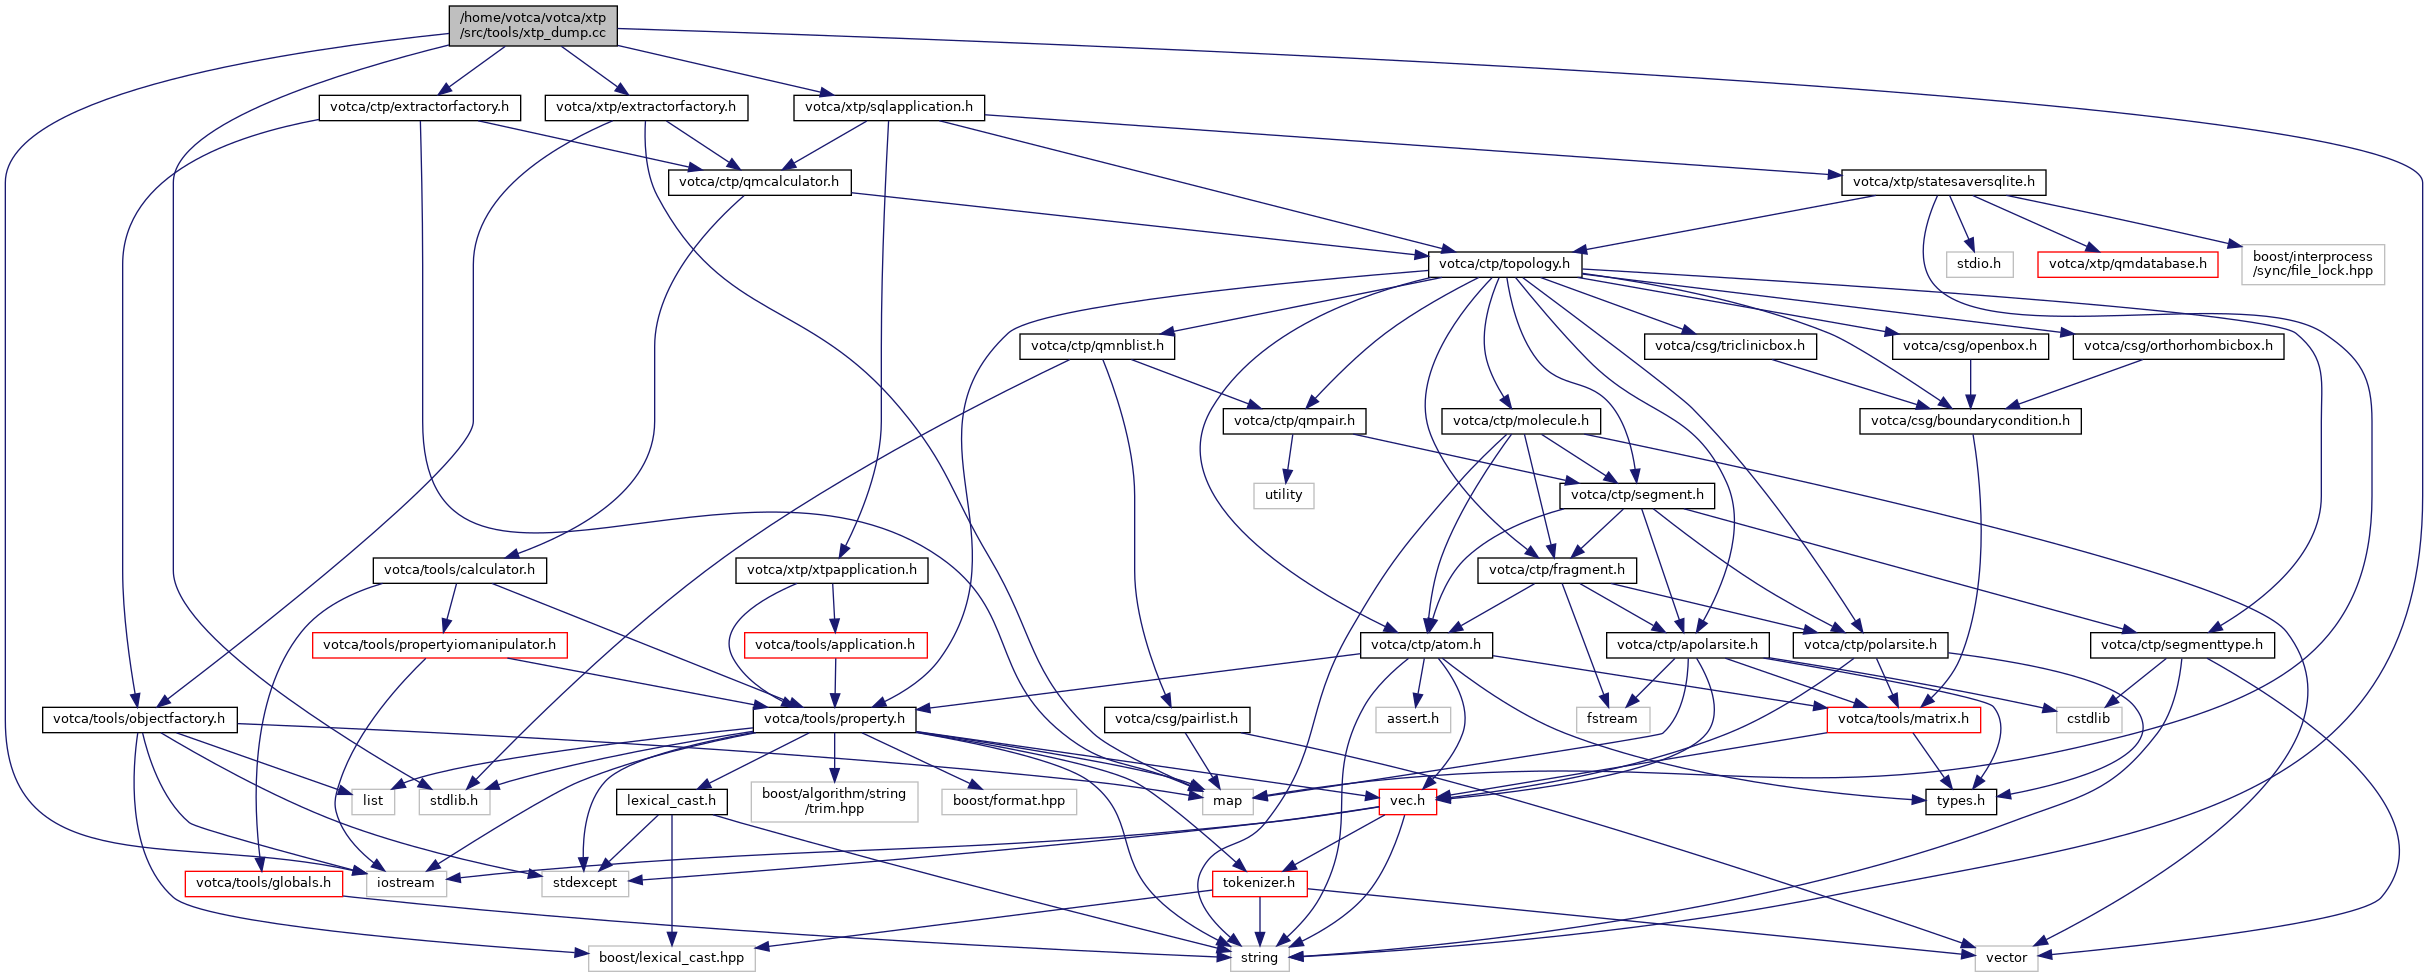 /home/votca/votca/xtp
/src/tools/xtp_dump.cc
votca/ctp/extractorfactory.h
votca/xtp/extractorfactory.h
votca/xtp/sqlapplication.h
votca/ctp/qmcalculator.h
votca/xtp/statesaversqlite.h
votca/ctp/topology.h
stdio.h
votca/xtp/qmdatabase.h
boost/interprocess
/sync/file_lock.hpp
votca/ctp/qmnblist.h
votca/csg/triclinicbox.h
votca/csg/openbox.h
votca/csg/orthorhombicbox.h
votca/ctp/qmpair.h
votca/ctp/molecule.h
votca/csg/boundarycondition.h
utility
votca/ctp/segment.h
votca/tools/calculator.h
votca/xtp/xtpapplication.h
votca/ctp/fragment.h
votca/tools/propertyiomanipulator.h
votca/tools/application.h
votca/ctp/atom.h
votca/ctp/apolarsite.h
votca/ctp/polarsite.h
votca/ctp/segmenttype.h
votca/tools/objectfactory.h
votca/tools/property.h
votca/csg/pairlist.h
assert.h
fstream
votca/tools/matrix.h
cstdlib
list
stdlib.h
lexical_cast.h
boost/algorithm/string
/trim.hpp
boost/format.hpp
map
vec.h
types.h
votca/tools/globals.h
iostream
stdexcept
tokenizer.h
boost/lexical_cast.hpp
string
vector